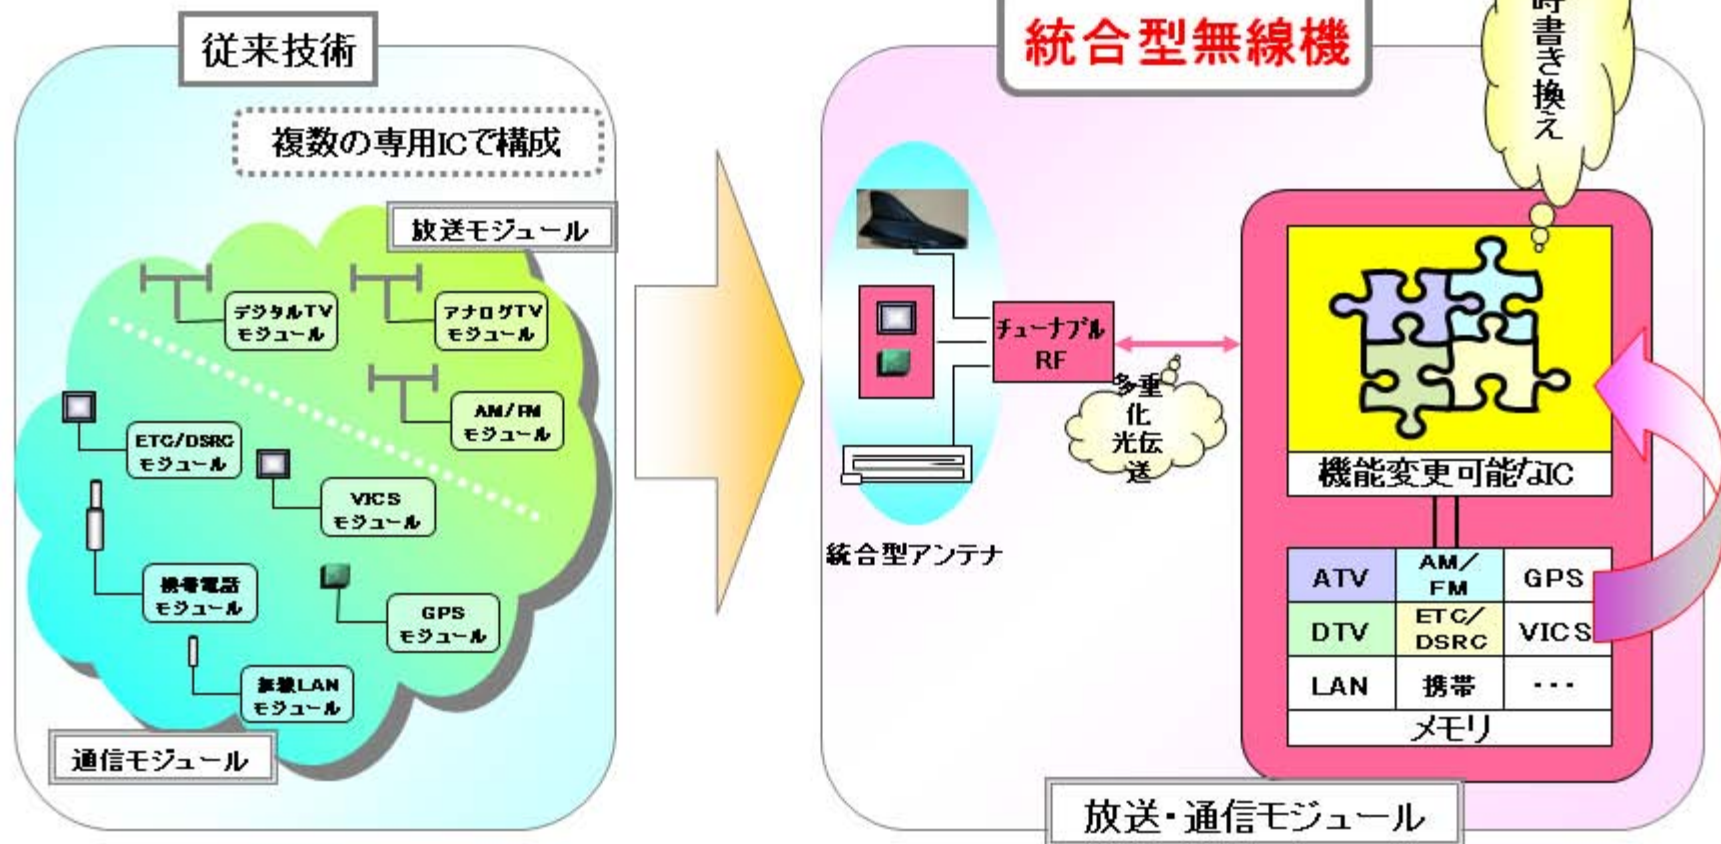 従来技術
複数の専用ICで構成
放送モジュール
デジタルTV
モジュール
アナログTV
モジュール
AM/FM
モジュール
ETC/DSRC
モジュール
VICS
モジュール
携帯電話
モジュール
GPS
モジュール
無線LAN
モジュール
通信モジュール
統合型無線機
時書き換え
チューナブル
RF
多重
化
光伝
送
統合型アンテナ
機能変更可能なIC
ATV
AM/
FM
GPS
DTV
ETC/
DSRC
VICS
LAN
携帯
・・・
メモリ
放送・通信モジュール